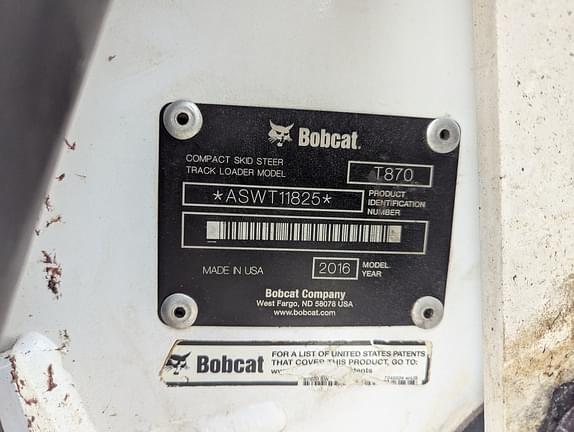 Bobcat.
COMPACT SKID STEER
TRACK LOADER MODEL
T870
*ASWT11825*
PRODUCT
IDENTIFICATION
NUMBER
MADE IN USA
2016
MODEL
YEAR
Bobcat Company
West Fargo, ND 58078 USA
www.bobcat.com
Bobcat
FOR A LIST OF UNITED STATES PATENTS
THAT COVER THIS PRODUCT, GO TO: